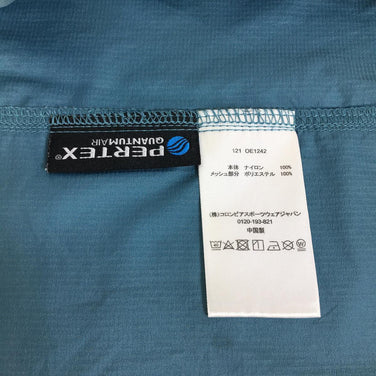 PERTEX
QUANTUMAIR
121 OE1242
本体 ナイロン 100%
メッシュ部分 ポリエステル 100%
(株)コロンビアスポーツウェアジャパン
0120-193-821
中国製